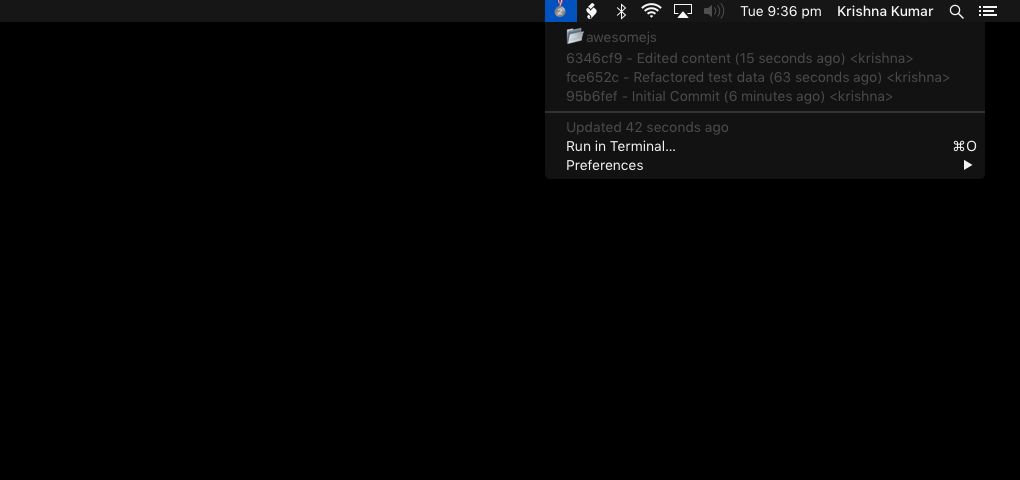 Tue 9:36 pm Krishna Kumar
awesomejs
6346cf9 - Edited content (15 seconds ago) <krishna>
fce652c - Refactored test data (63 seconds ago) <krishna>
95b6fef - Initial Commit (6 minutes ago) <krishna>
Updated 42 seconds ago
Run in Terminal... ⌘O
Preferences